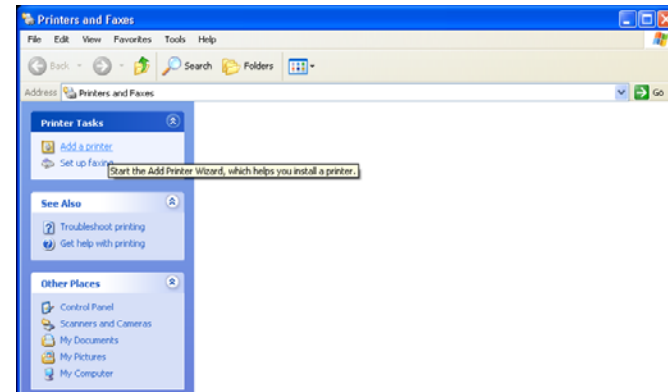 Printers and Faxes
File Edit View Favorites Tools Help
Back Search Folders
Address Printers and Faxes Go
Printer Tasks
Add a printer
Set up faxing
Start the Add Printer Wizard, which helps you install a printer.
See Also
Troubleshoot printing
Get help with printing
Other Places
Control Panel
Scanners and Cameras
My Documents
My Pictures
My Computer